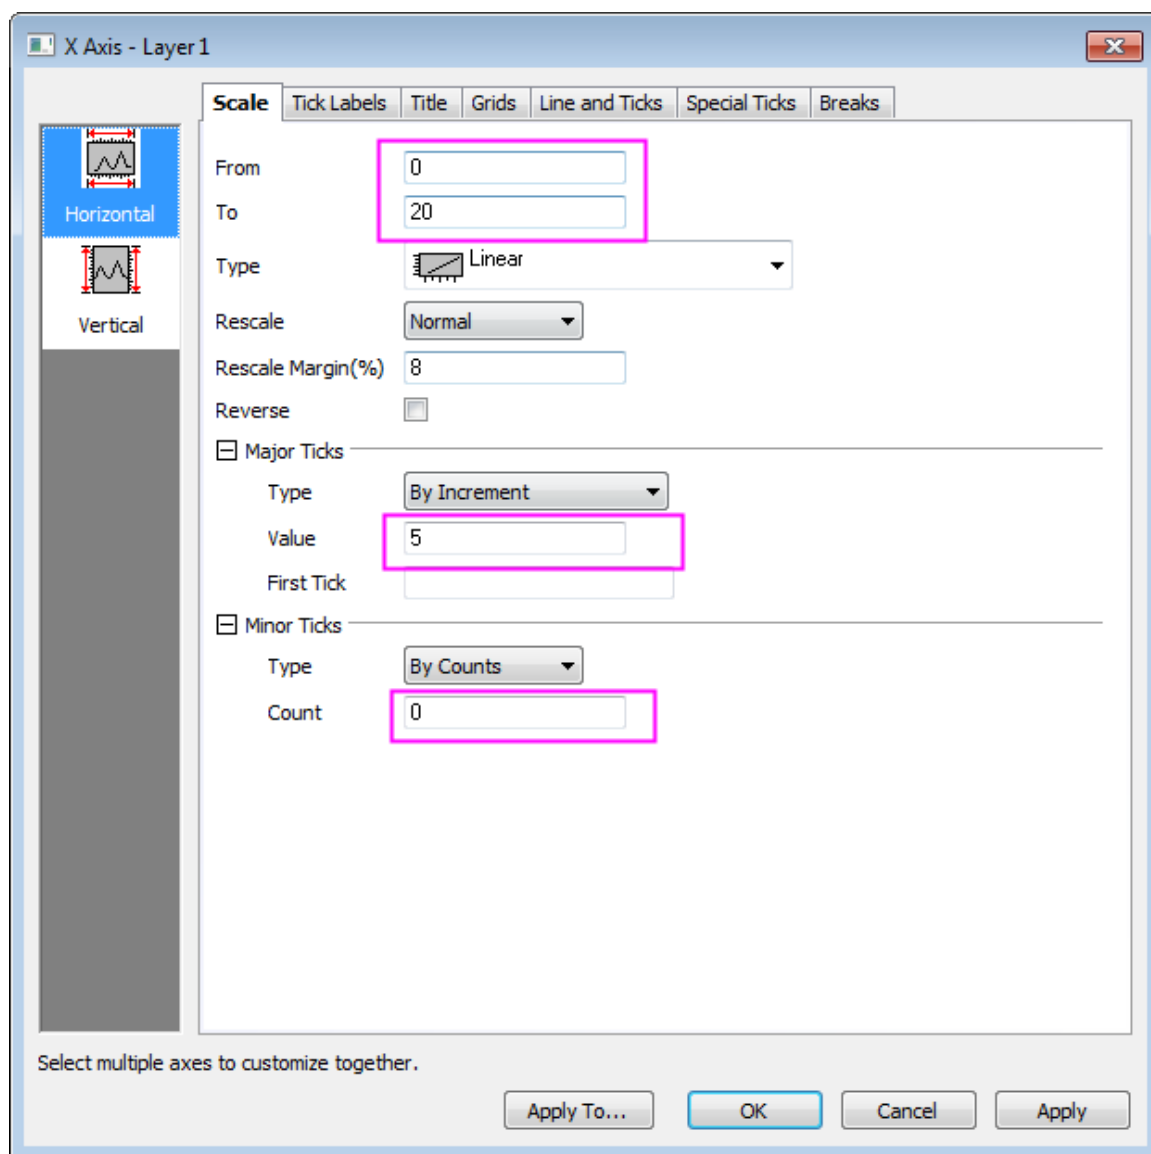 X Axis - Layer 1
Scale Tick Labels Title Grids Line and Ticks Special Ticks Breaks
Horizontal
Vertical
From 0
To 20
Type Linear
Rescale Normal
Rescale Margin(%) 8
Reverse
Major Ticks
Type By Increment
Value 5
First Tick
Minor Ticks
Type By Counts
Count 0
Select multiple axes to customize together.
Apply To... OK Cancel Apply